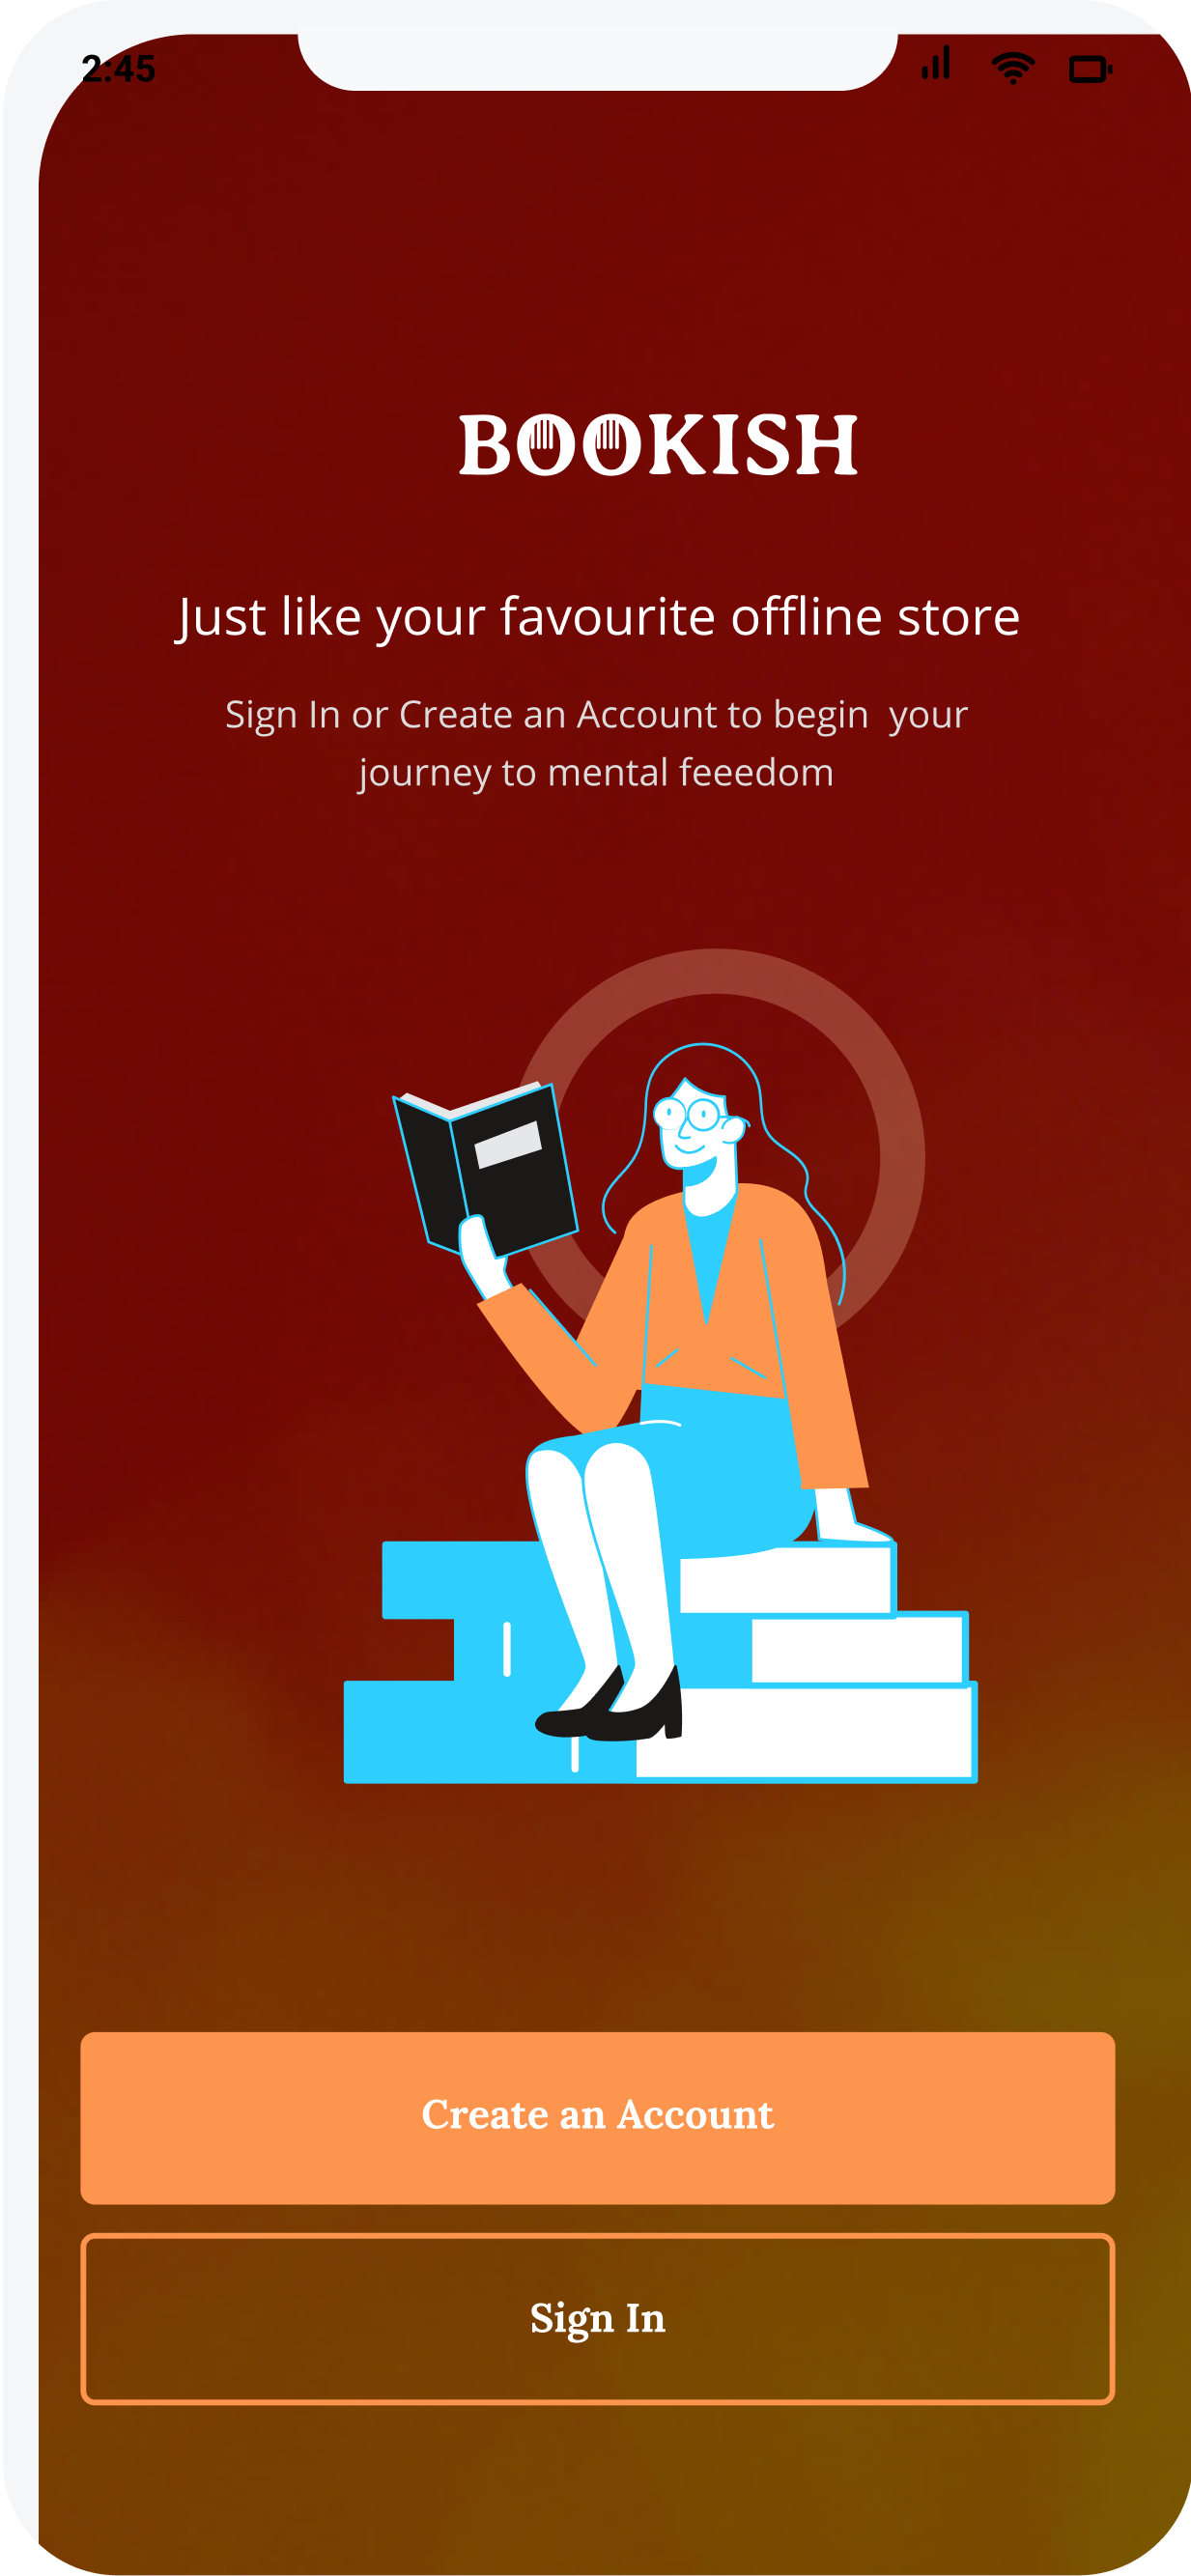 2:45
BOOKISH
Just like your favourite offline store
Sign In or Create an Account to begin  your
journey to mental feeedom
Create an Account
Sign In